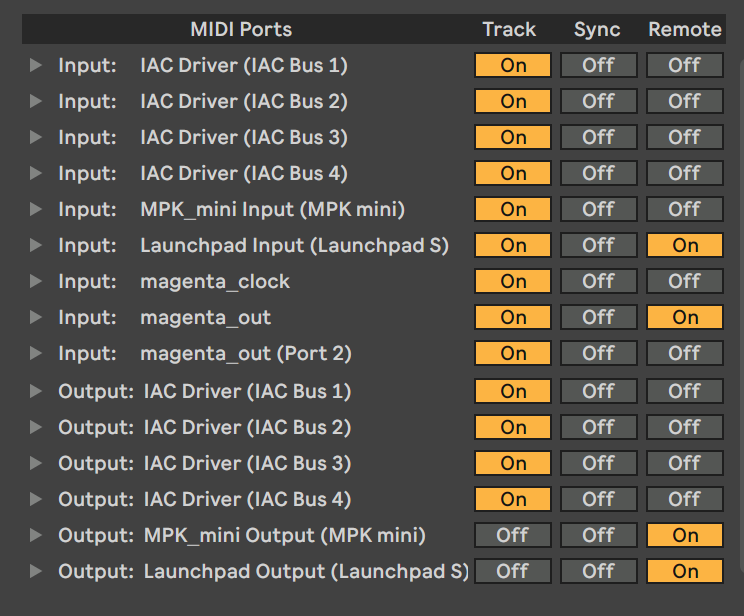 MIDI Ports Track Sync Remote
Input: IAC Driver (IAC Bus 1) On Off Off
Input: IAC Driver (IAC Bus 2) On Off Off
Input: IAC Driver (IAC Bus 3) On Off Off
Input: IAC Driver (IAC Bus 4) On Off Off
Input: MPK_mini Input (MPK mini) On Off Off
Input: Launchpad Input (Launchpad S) On Off On
Input: magenta_clock On Off Off
Input: magenta_out On Off On
Input: magenta_out (Port 2) On Off Off
Output: IAC Driver (IAC Bus 1) On Off Off
Output: IAC Driver (IAC Bus 2) On Off Off
Output: IAC Driver (IAC Bus 3) On Off Off
Output: IAC Driver (IAC Bus 4) On Off Off
Output: MPK_mini Output (MPK mini) Off Off On
Output: Launchpad Output (Launchpad S) Off Off On